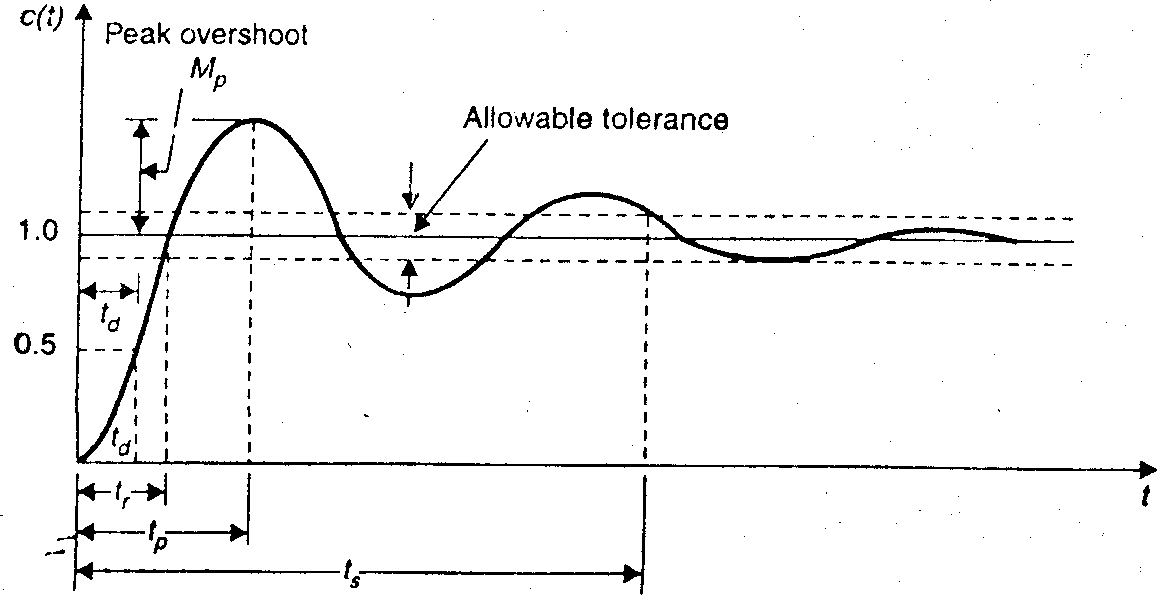 c(t)
Peak overshoot
Mp
Allowable tolerance
1.0
td
0.5
td
tr
t
tp
ts